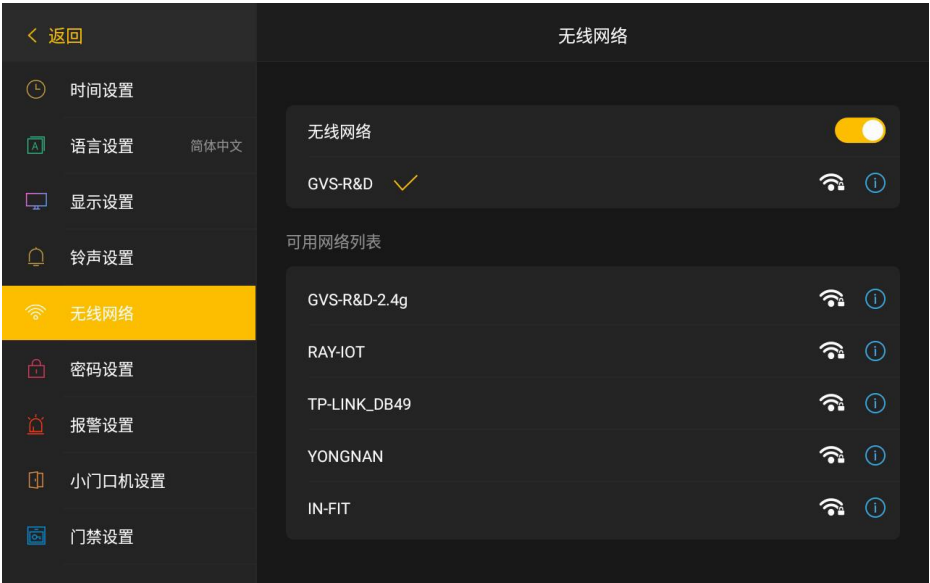 返回
时间设置
语言设置 简体中文
显示设置
铃声设置
无线网络
密码设置
报警设置
小门口机设置
门禁设置
无线网络
无线网络
GVS-R&D
可用网络列表
GVS-R&D-2.4g
RAY-IOT
TP-LINK_DB49
YONGNAN
IN-FIT